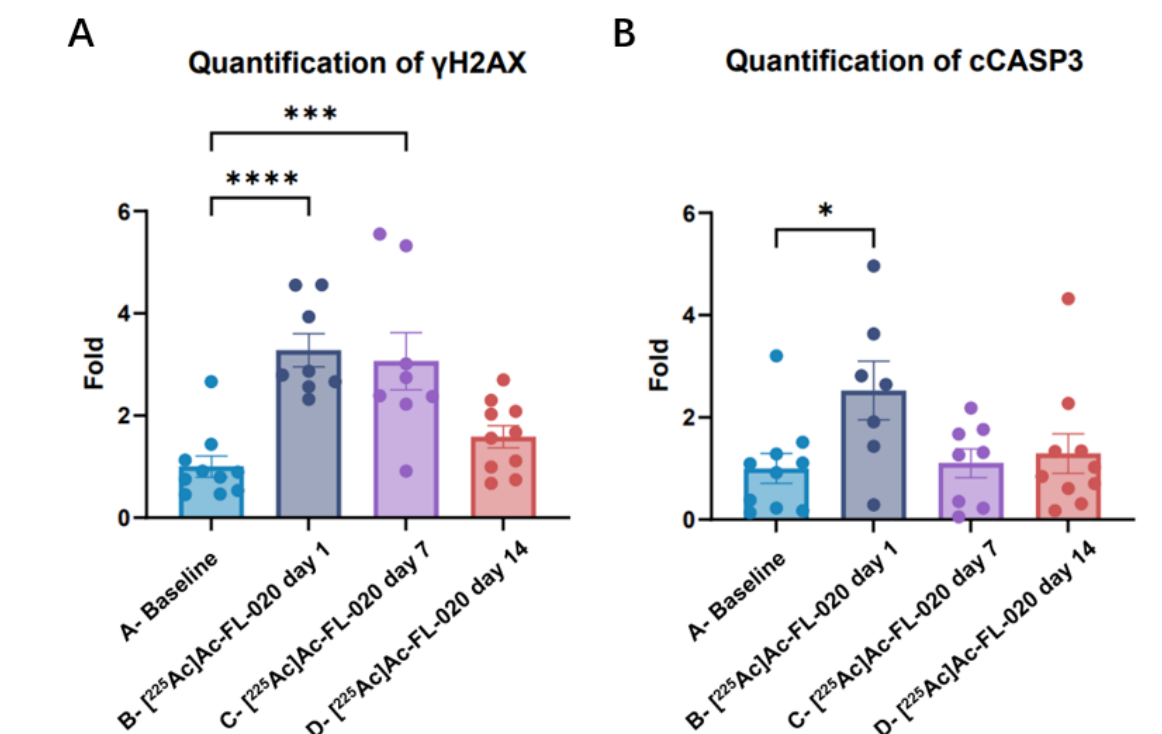 A
Quantification of γH2AX
***
****
6
4
2
0
Fold
A- Baseline
B- [²²⁵Ac]Ac-FL-020 day 1
C- [²²⁵Ac]Ac-FL-020 day 7
D- [²²⁵Ac]Ac-FL-020 day 14
B
Quantification of cCASP3
*
6
4
2
0
Fold
A- Baseline
B- [²²⁵Ac]Ac-FL-020 day 1
C- [²²⁵Ac]Ac-FL-020 day 7
D- [²²⁵Ac]Ac-FL-020 day 14